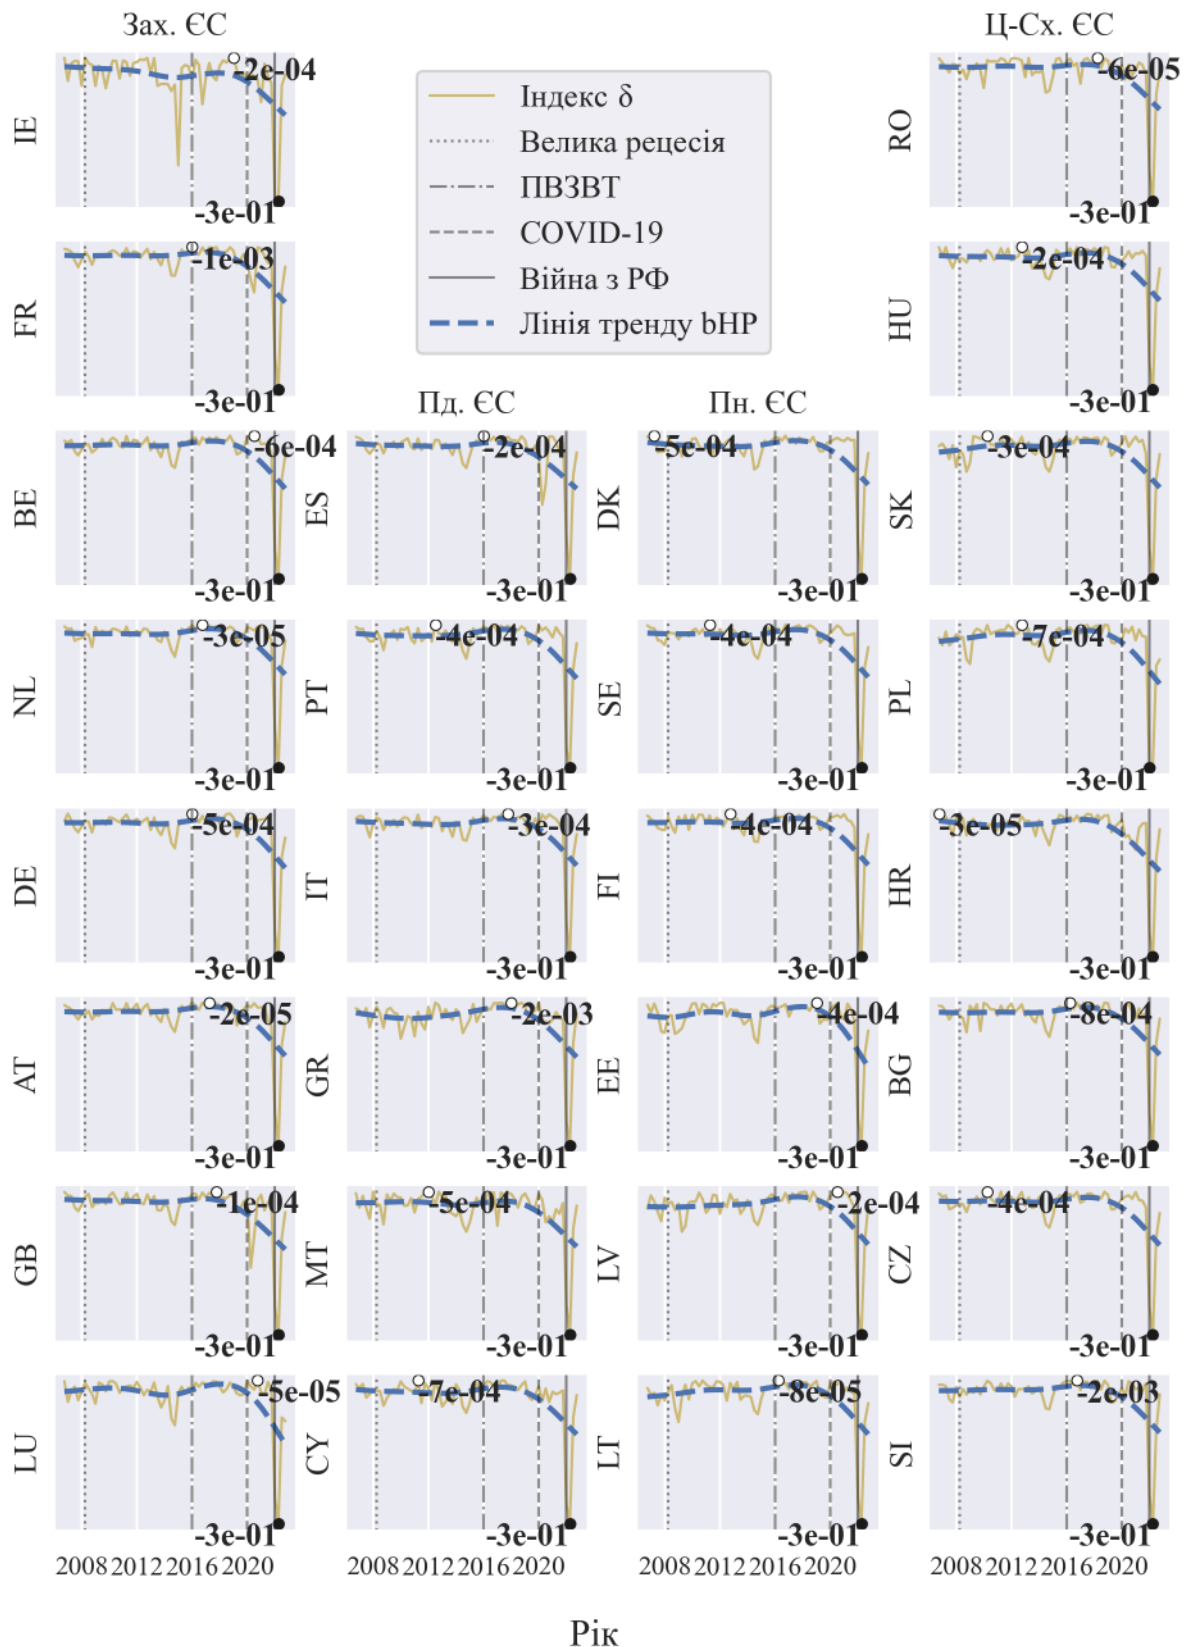 Зах. ЄС
Ц-Сх. ЄС
IE
-2e-04
-3e-01
Індекс δ
Велика рецесія
ПВЗВТ
COVID-19
Війна з РФ
Лінія тренду bHP
RO
-6e-05
-3e-01
FR
-1e-03
-3e-01
HU
-2e-04
-3e-01
Пд. ЄС
Пн. ЄС
BE
-6e-04
-3e-01
ES
-2e-04
-3e-01
DK
-5e-04
-3e-01
SK
-3e-04
-3e-01
NL
-3e-05
-3e-01
PT
-4e-04
-3e-01
SE
-4e-04
-3e-01
PL
-7e-04
-3e-01
DE
-5e-04
-3e-01
IT
-3e-04
-3e-01
FI
-4e-04
-3e-01
HR
-3e-05
-3e-01
AT
-2e-05
-3e-01
GR
-2e-03
-3e-01
EE
-4e-04
-3e-01
BG
-8e-04
-3e-01
GB
-1e-04
-3e-01
MT
-5e-04
-3e-01
LV
-2e-04
-3e-01
CZ
-4e-04
-3e-01
LU
-5e-05
-3e-01
CY
-7e-04
-3e-01
LT
-8e-05
-3e-01
SI
-2e-03
-3e-01
2008 2012 2016 2020
2008 2012 2016 2020
2008 2012 2016 2020
2008 2012 2016 2020
Рік